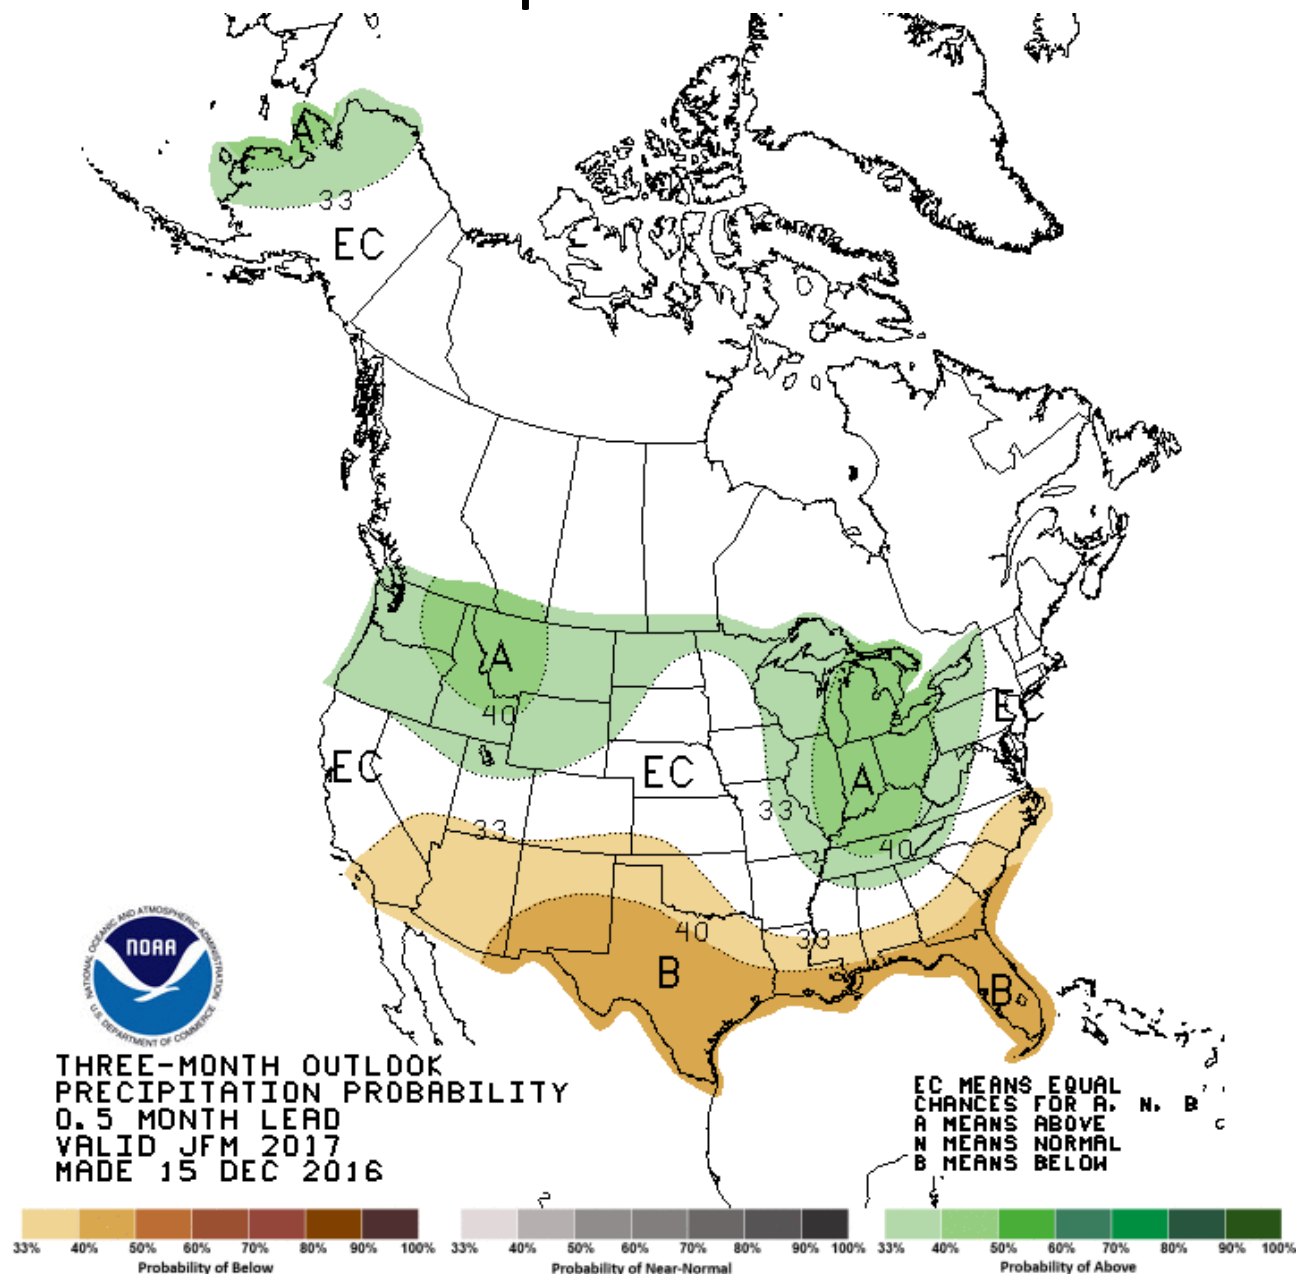 A
33
EC
A
40
EC
EC
EC
A
33
33
40
40
33
B
B
NATIONAL OCEANIC AND ATMOSPHERIC ADMINISTRATION
NOAA
U.S. DEPARTMENT OF COMMERCE
THREE-MONTH OUTLOOK
PRECIPITATION PROBABILITY
0.5 MONTH LEAD
VALID JFM 2017
MADE 15 DEC 2016
EC MEANS EQUAL
CHANCES FOR A, N, B
A MEANS ABOVE
N MEANS NORMAL
B MEANS BELOW
33% 40% 50% 60% 70% 80% 90% 100%
Probability of Below
33% 40% 50% 60% 70% 80% 90% 100%
Probability of Near-Normal
33% 40% 50% 60% 70% 80% 90% 100%
Probability of Above